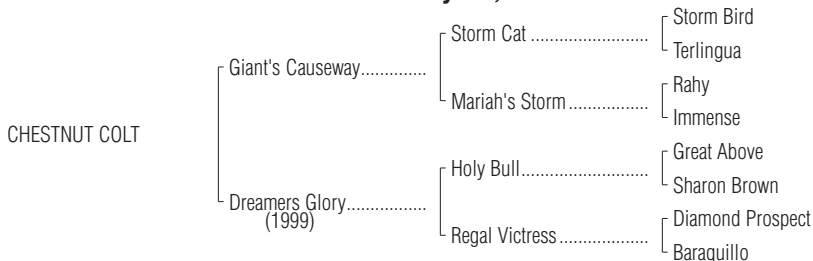 Storm Bird
Storm Cat ..........................
Terlingua
Giant's Causeway..............
Rahy
Mariah's Storm .................
Immense
CHESTNUT COLT
Great Above
Holy Bull............................
Sharon Brown
Dreamers Glory.................
(1999)
Diamond Prospect
Regal Victress ...................
Baraquillo